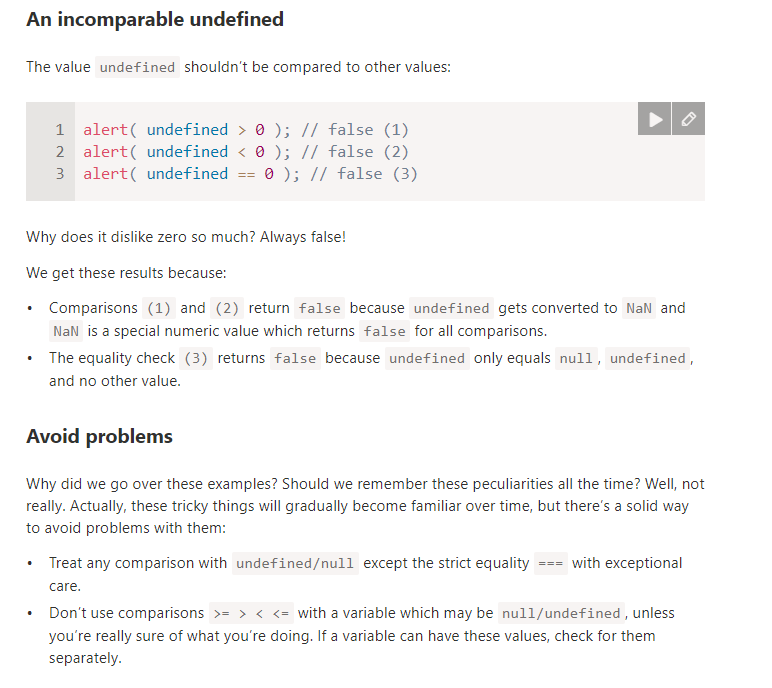 An incomparable undefined
The value undefined shouldn't be compared to other values:
1 alert( undefined > 0 ); // false (1)
2 alert( undefined < 0 ); // false (2)
3 alert( undefined == 0 ); // false (3)
Why does it dislike zero so much? Always false!
We get these results because:
• Comparisons (1) and (2) return false because undefined gets converted to NaN and
NaN is a special numeric value which returns false for all comparisons.
• The equality check (3) returns false because undefined only equals null, undefined,
and no other value.
Avoid problems
Why did we go over these examples? Should we remember these peculiarities all the time? Well, not
really. Actually, these tricky things will gradually become familiar over time, but there's a solid way
to avoid problems with them:
• Treat any comparison with undefined/null except the strict equality === with exceptional
care.
• Don't use comparisons >= > < <= with a variable which may be null/undefined, unless
you're really sure of what you're doing. If a variable can have these values, check for them
separately.